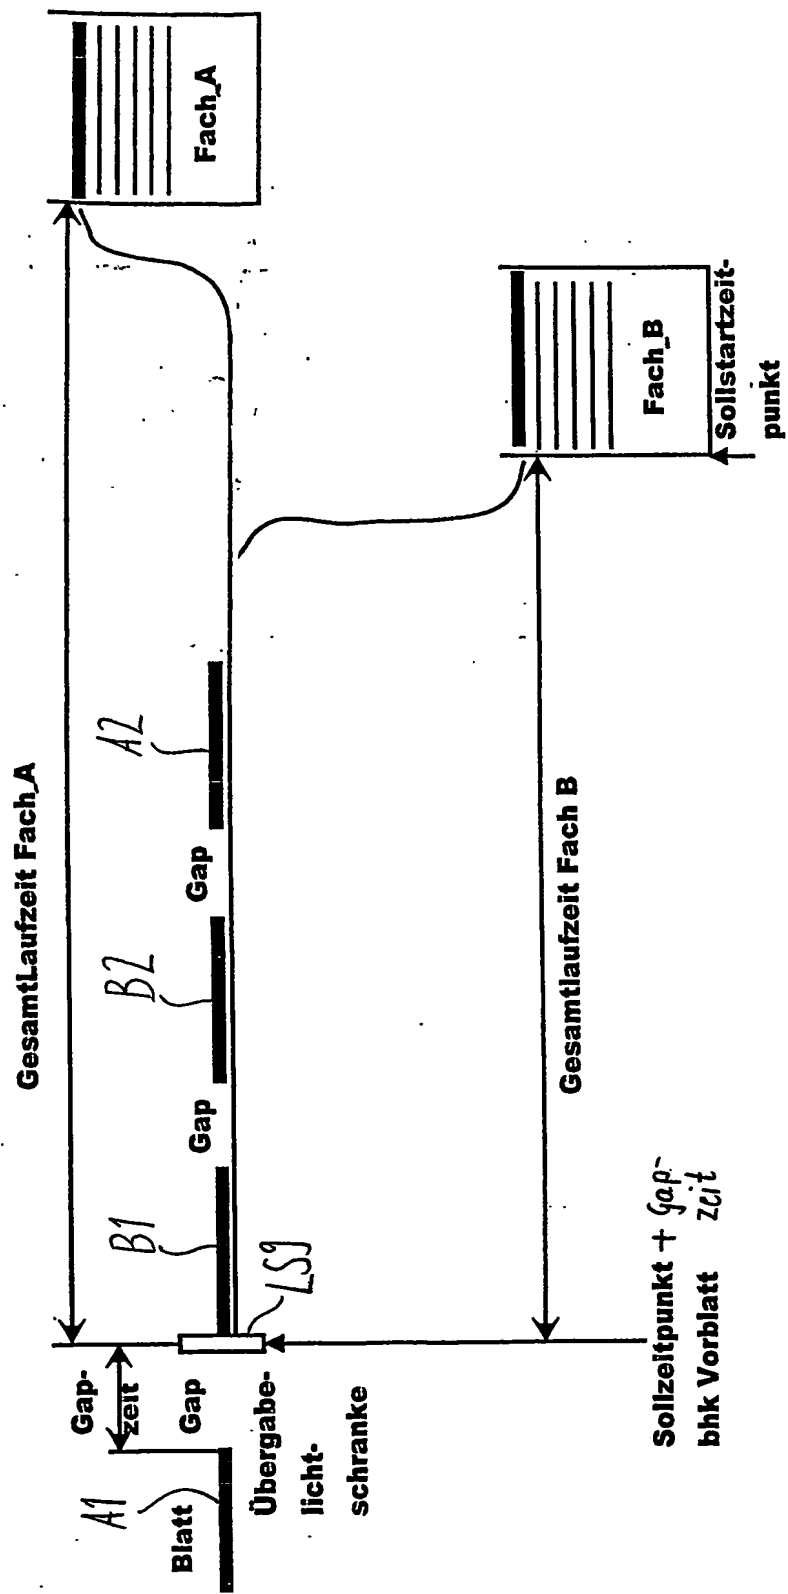 GesamtLaufzeit Fach_A
Fach_A
Gap-
zeit
A1
Blatt
Gap
B1
Gap
B2
Gap
A2
Übergabe-
licht-
schranke
LS9
Gesamtlaufzeit Fach B
Fach_B
Sollstartzeit-
punkt
Sollzeitpunkt + Gap-
bhk Vorblatt zeit